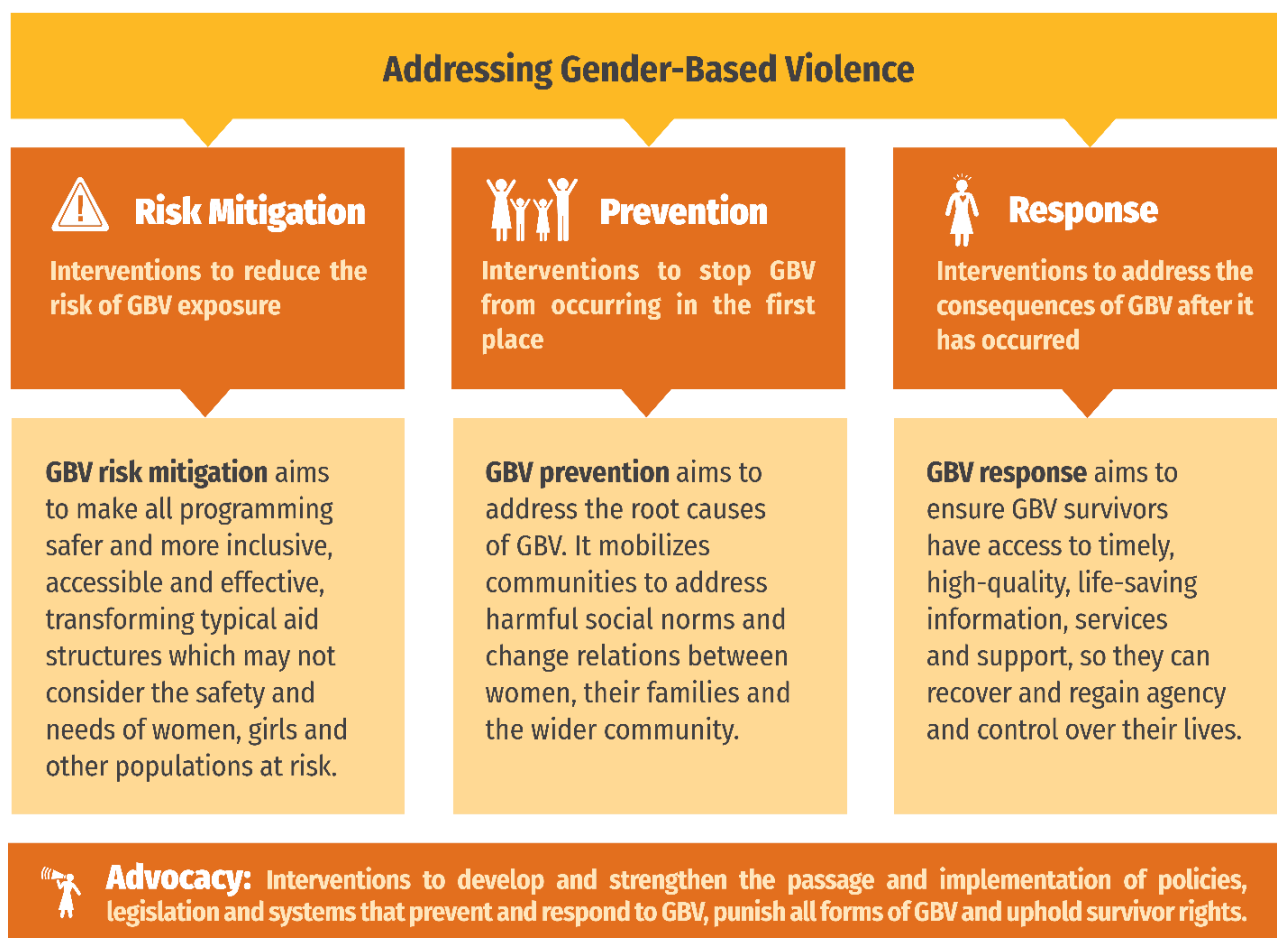 Addressing Gender-Based Violence
Risk Mitigation
Interventions to reduce the
risk of GBV exposure
GBV risk mitigation aims
to make all programming
safer and more inclusive,
accessible and effective,
transforming typical aid
structures which may not
consider the safety and
needs of women, girls and
other populations at risk.
Prevention
Interventions to stop GBV
from occurring in the first
place
GBV prevention aims to
address the root causes
of GBV. It mobilizes
communities to address
harmful social norms and
change relations between
women, their families and
the wider community.
Response
Interventions to address the
consequences of GBV after it
has occurred
GBV response aims to
ensure GBV survivors
have access to timely,
high-quality, life-saving
information, services
and support, so they can
recover and regain agency
and control over their lives.
Advocacy: Interventions to develop and strengthen the passage and implementation of policies,
legislation and systems that prevent and respond to GBV, punish all forms of GBV and uphold survivor rights.